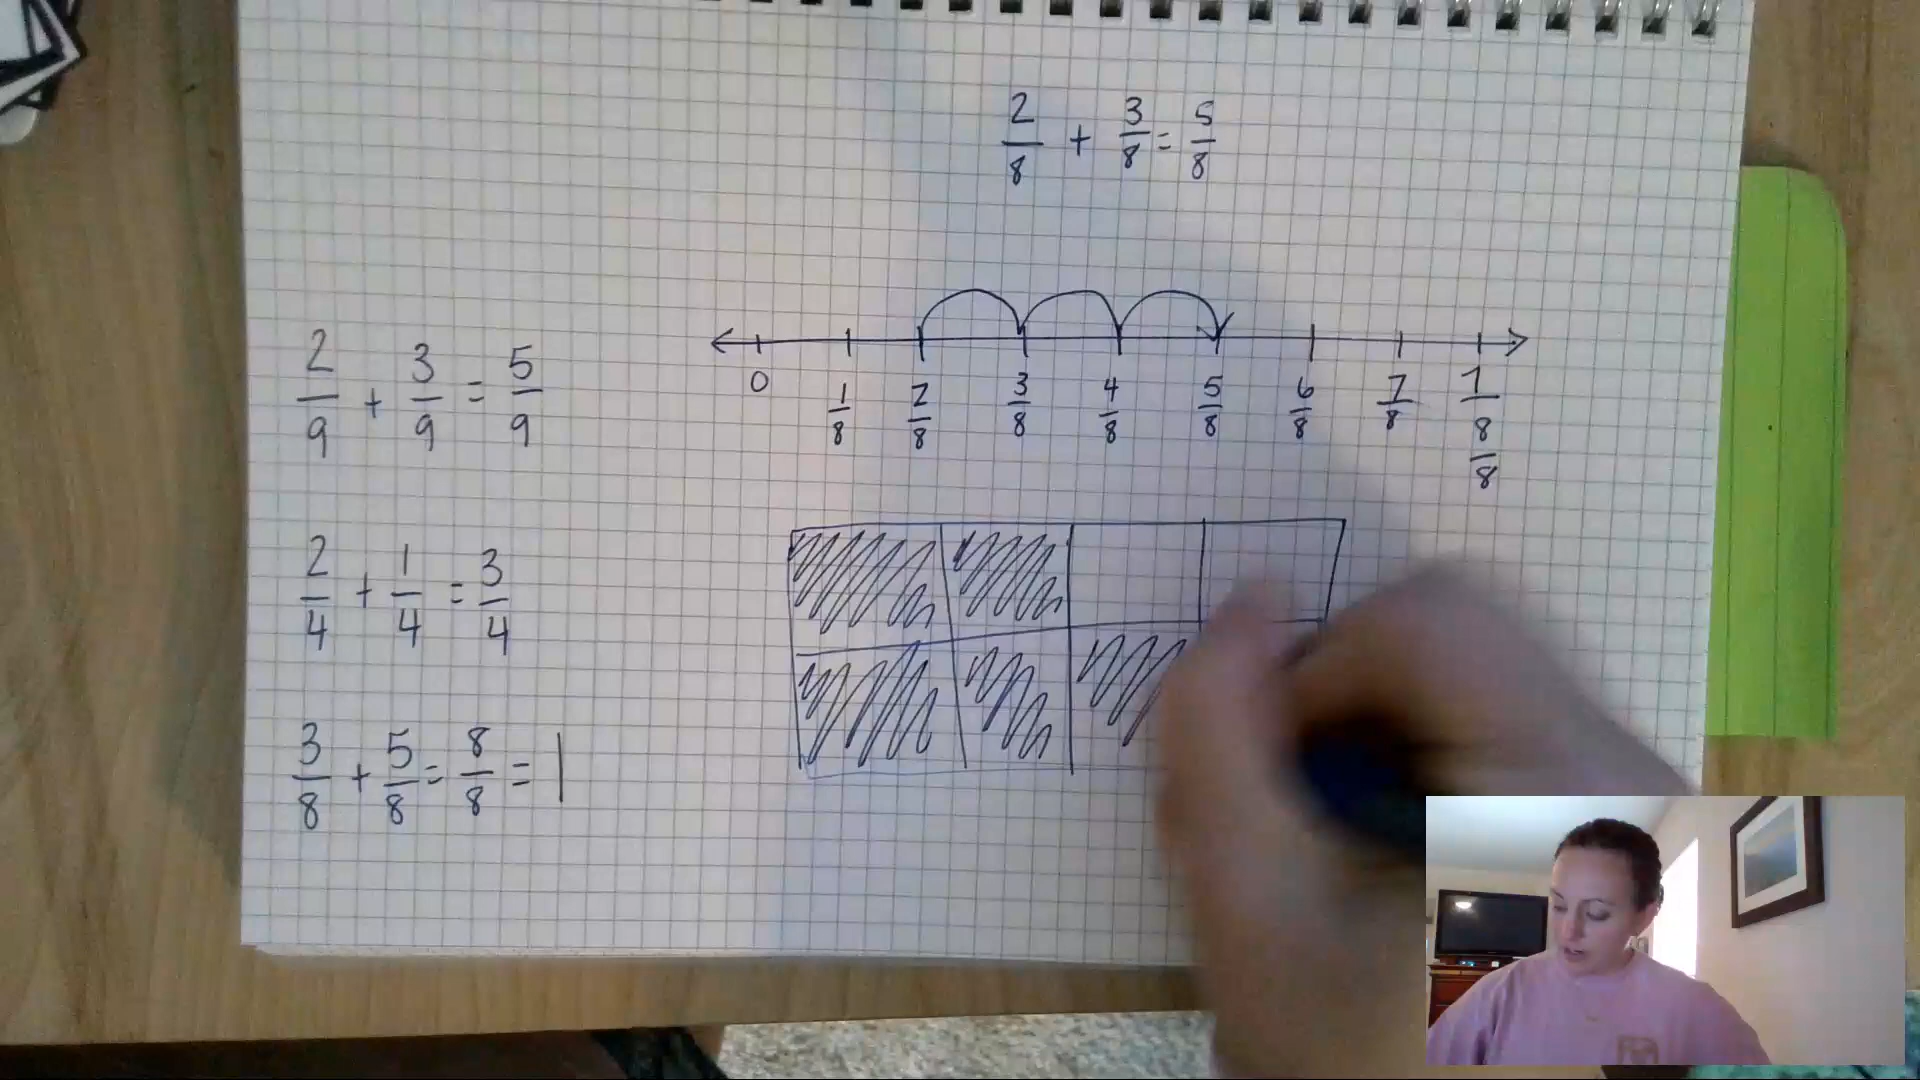 2/8 + 3/8 = 5/8
2/9 + 3/9 = 5/9
2/4 + 1/4 = 3/4
3/8 + 5/8 = 8/8 = 1
0 1/8 2/8 3/8 4/8 5/8 6/8 7/8 1
8/8